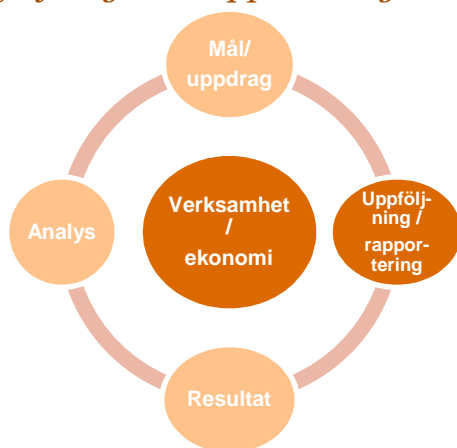 Mål/
uppdrag
Verksamhet
/
ekonomi
Uppfölj-
ning /
rappor-
tering
Analys
Resultat